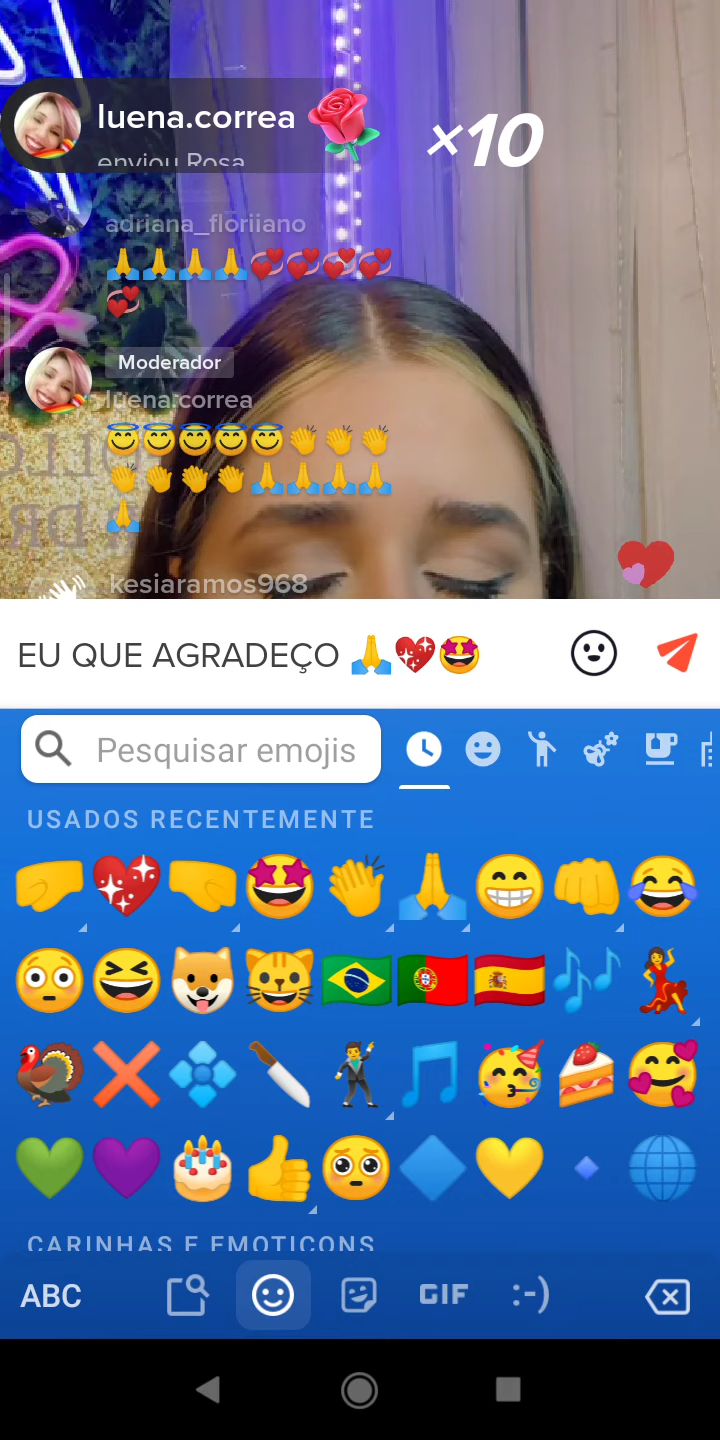 luena.correa
enviou Rosa
×10
adriana_floriiano
🙏🙏🙏🙏💞💞💞💞
💞
Moderador
luena.correa
😇😇😇😇😇👏👏👏
👏👏👏👏🙏🙏🙏🙏
🙏
kesiaramos968
EU QUE AGRADEÇO 🙏💖🤩
Pesquisar emojis
USADOS RECENTEMENTE
CARINHAS E EMOTICONS
ABC
GIF
:-)